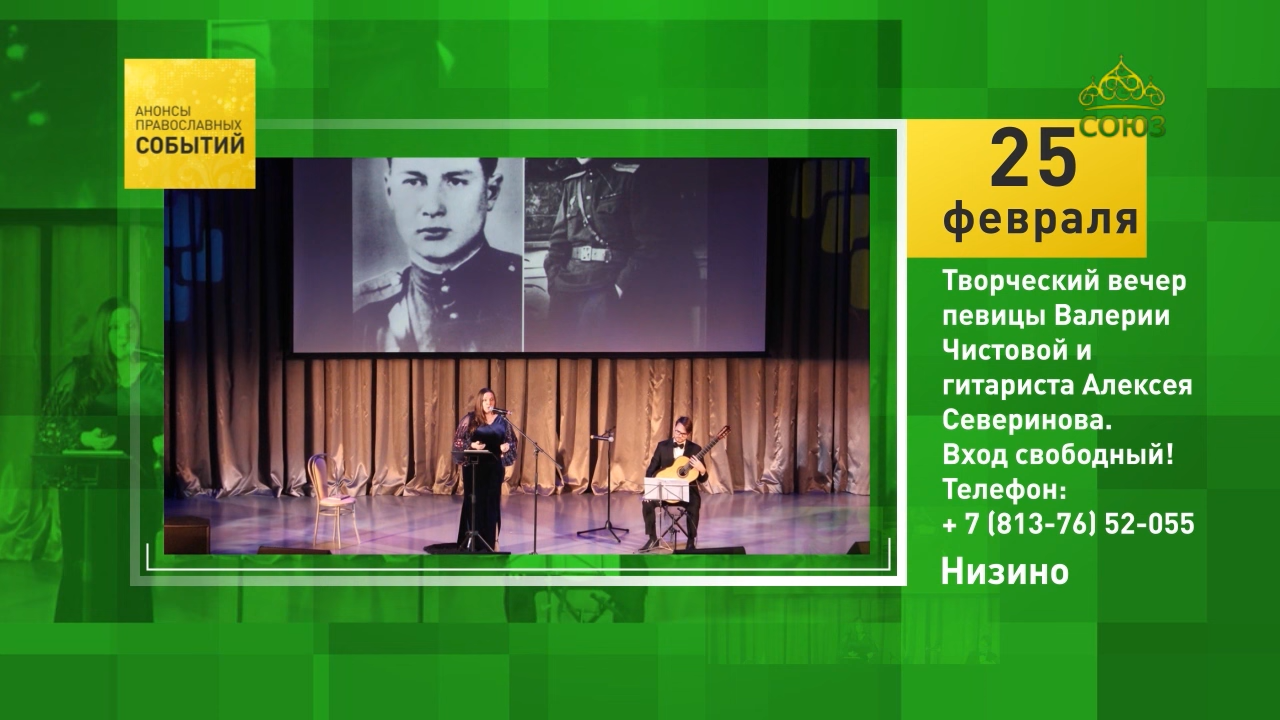 АНОНСЫ
ПРАВОСЛАВНЫХ
СОБЫТИЙ
СОЮЗ
25
февраля
Творческий вечер
певицы Валерии
Чистовой и
гитариста Алексея
Северинова.
Вход свободный!
Телефон:
+ 7 (813-76) 52-055
Низино